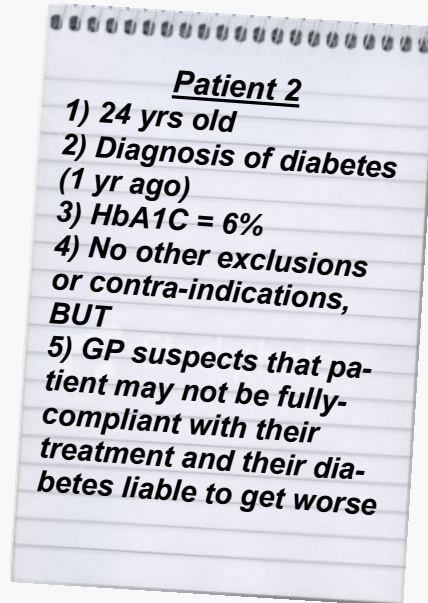 Patient 2
1) 24 yrs old
2) Diagnosis of diabetes
(1 yr ago)
3) HbA1C = 6%
4) No other exclusions
or contra-indications,
BUT
5) GP suspects that pa-
tient may not be fully-
compliant with their
treatment and their dia-
betes liable to get worse